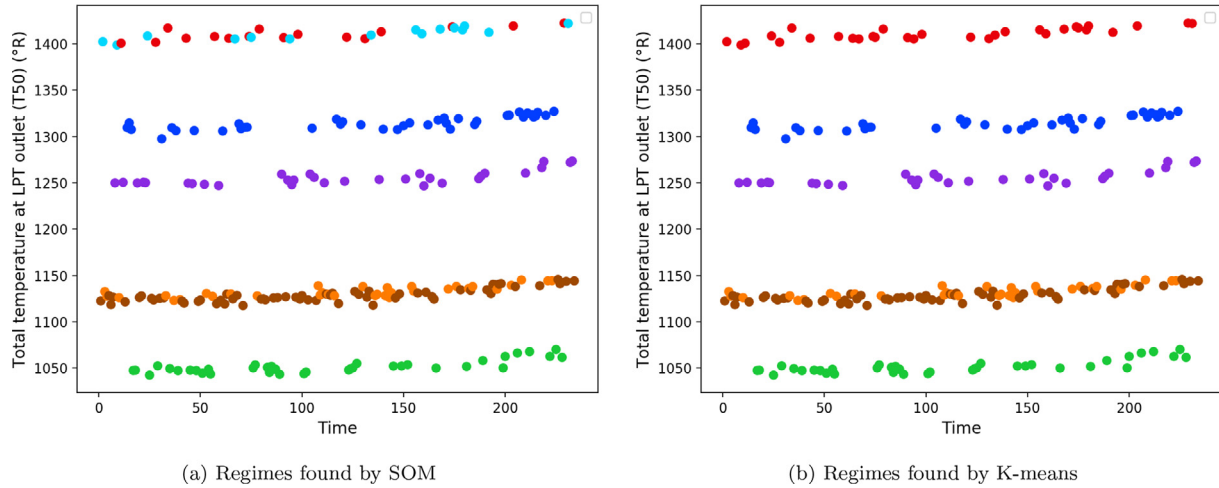 Total temperature at LPT outlet (T50) (°R)
1400
1350
1300
1250
1200
1150
1100
1050
0 50 100 150 200
Time
(a) Regimes found by SOM
Total temperature at LPT outlet (T50) (°R)
1400
1350
1300
1250
1200
1150
1100
1050
0 50 100 150 200
Time
(b) Regimes found by K-means